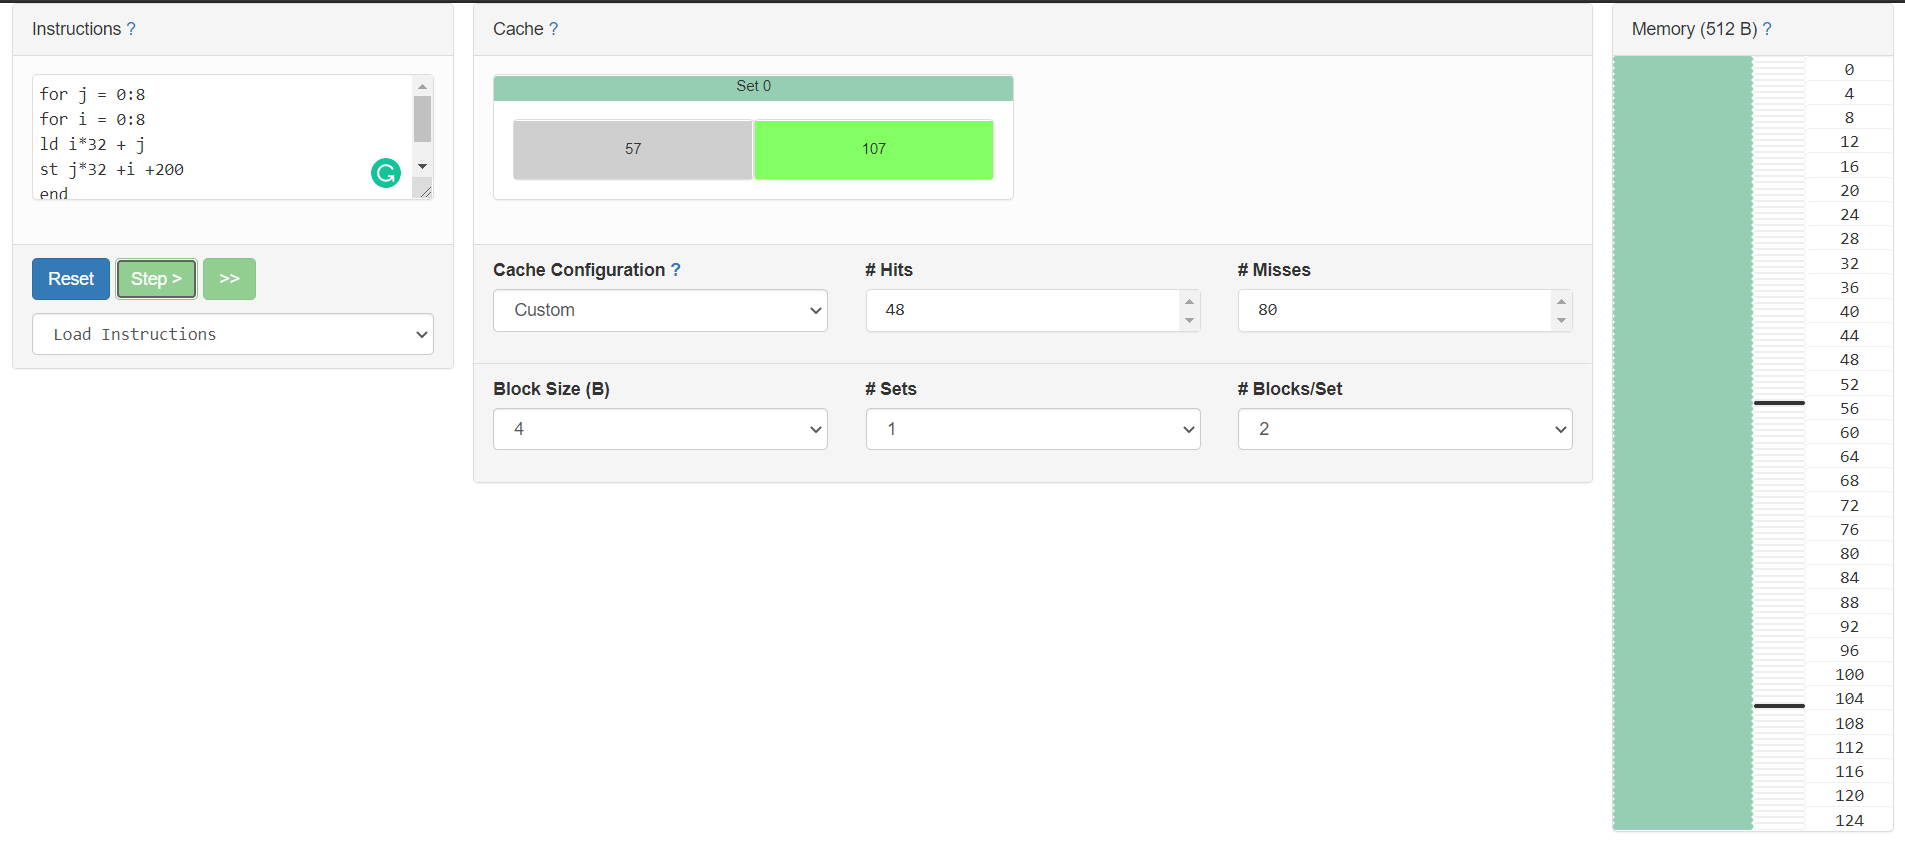 Instructions ?
for j = 0:8
for i = 0:8
ld i*32 + j
st j*32 +i +200
end
Reset
Step >
>>
Load Instructions
Cache ?
Set 0
57
107
Cache Configuration ?
Custom
# Hits
48
# Misses
80
Block Size (B)
4
# Sets
1
# Blocks/Set
2
Memory (512 B) ?
0
4
8
12
16
20
24
28
32
36
40
44
48
52
56
60
64
68
72
76
80
84
88
92
96
100
104
108
112
116
120
124